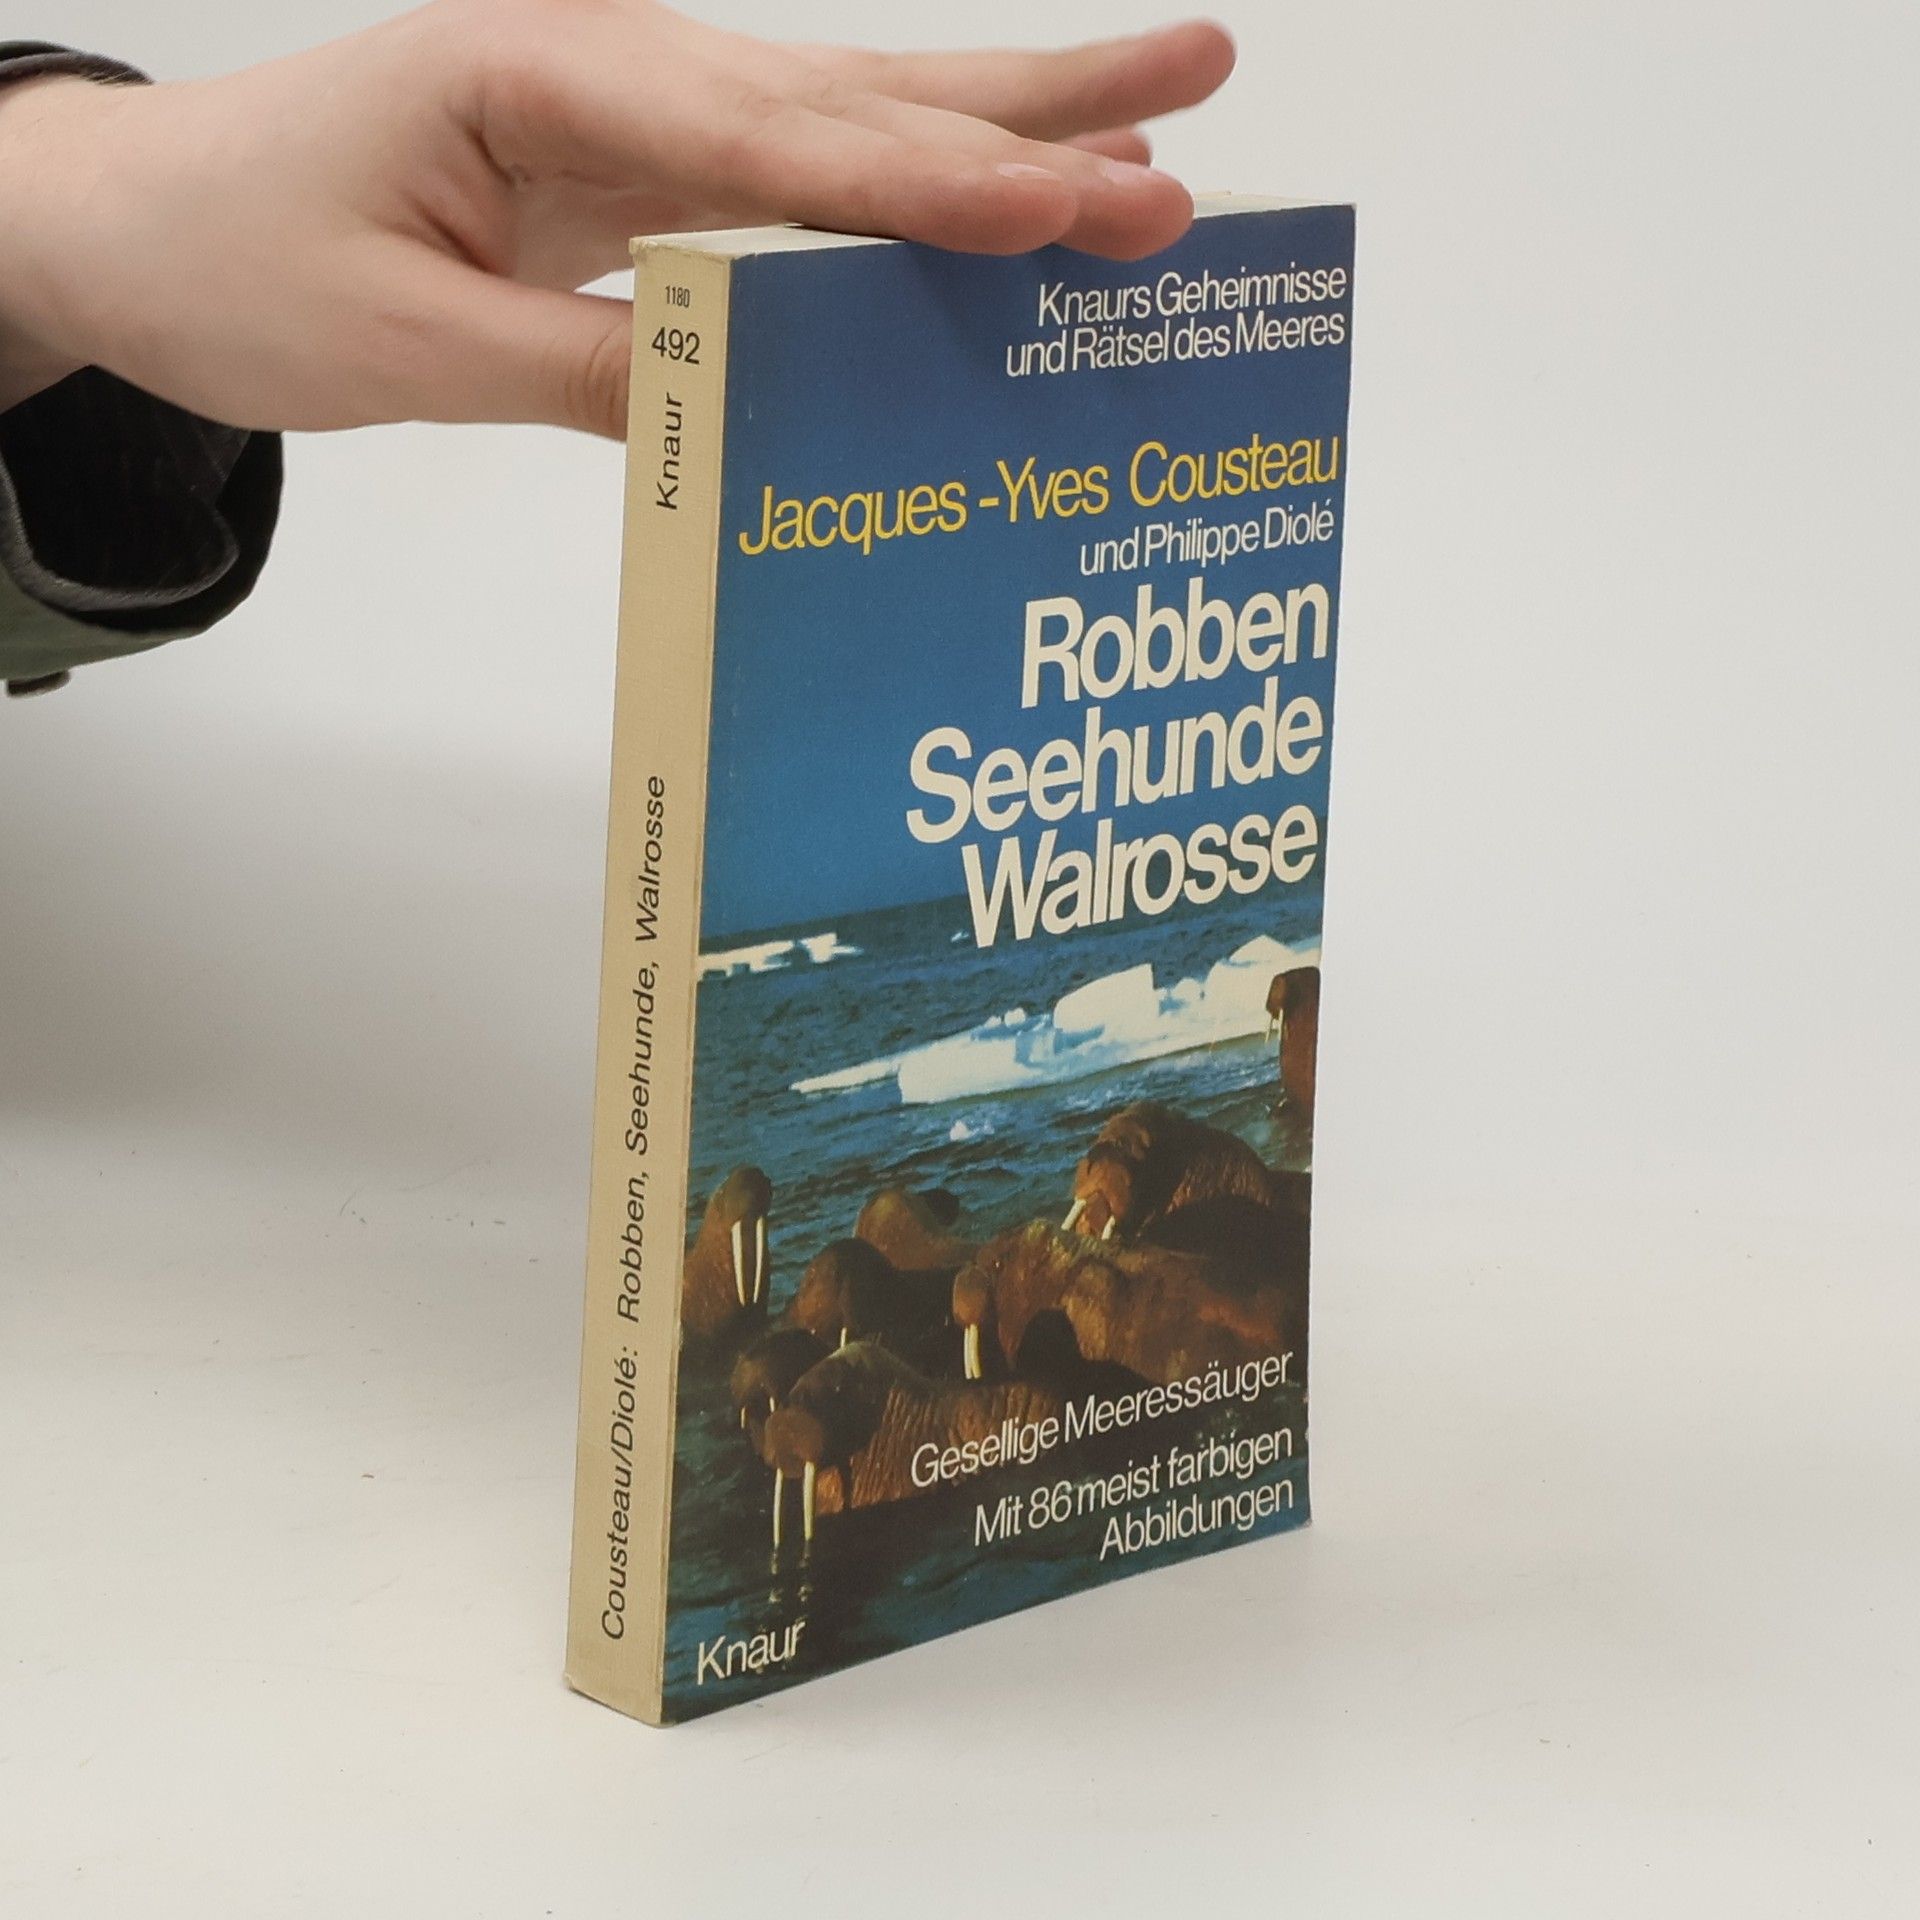 1180
492
Knaur
Cousteau/Diolé: Robben, Seehunde, Walrosse
Knaurs Geheimnisse
und Rätsel des Meeres
Jacques-Yves Cousteau
und Philippe Diolé
Robben
Seehunde
Walrosse
Gesellige Meeressäuger
Mit 86 meist farbigen
Abbildungen
Knaur